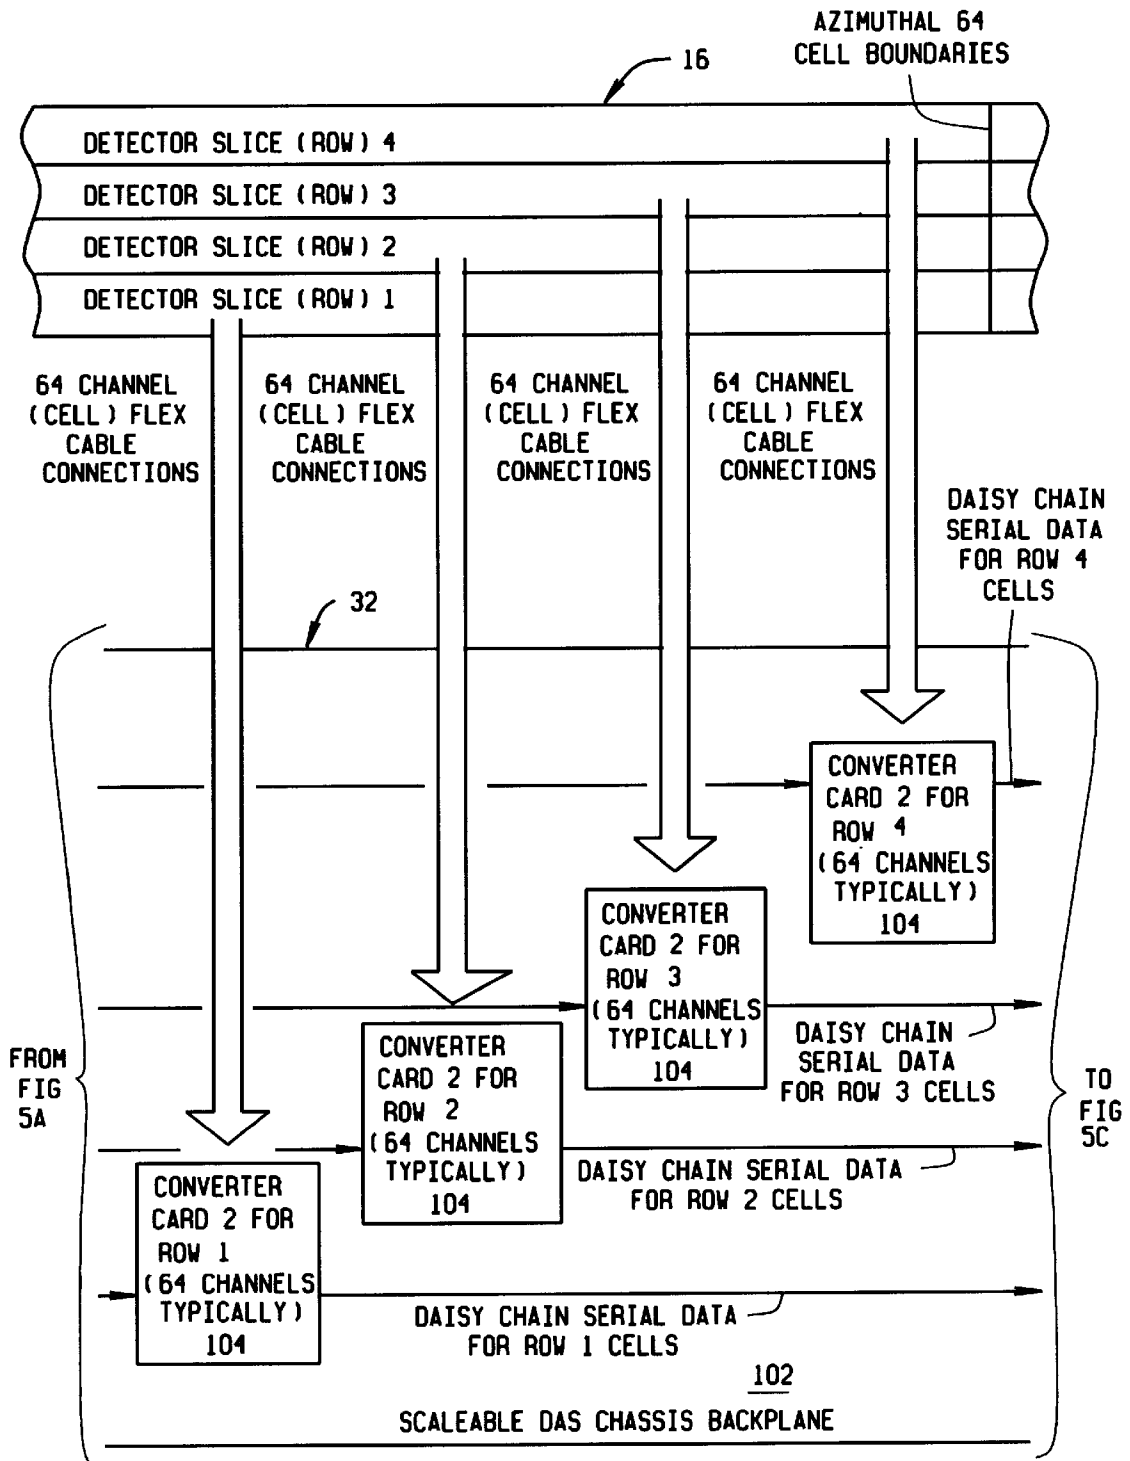 AZIMUTHAL 64
CELL BOUNDARIES
16
DETECTOR SLICE (ROW) 4
DETECTOR SLICE (ROW) 3
DETECTOR SLICE (ROW) 2
DETECTOR SLICE (ROW) 1
64 CHANNEL
(CELL) FLEX
CABLE
CONNECTIONS
64 CHANNEL
(CELL) FLEX
CABLE
CONNECTIONS
64 CHANNEL
(CELL) FLEX
CABLE
CONNECTIONS
64 CHANNEL
(CELL) FLEX
CABLE
CONNECTIONS
DAISY CHAIN
SERIAL DATA
FOR ROW 4
CELLS
32
CONVERTER
CARD 2 FOR
ROW 4
(64 CHANNELS
TYPICALLY)
104
CONVERTER
CARD 2 FOR
ROW 3
(64 CHANNELS
TYPICALLY)
104
DAISY CHAIN
SERIAL DATA
FOR ROW 3 CELLS
FROM
FIG
5A
TO
FIG
5C
CONVERTER
CARD 2 FOR
ROW 2
(64 CHANNELS
TYPICALLY)
104
DAISY CHAIN SERIAL DATA
FOR ROW 2 CELLS
CONVERTER
CARD 2 FOR
ROW 1
(64 CHANNELS
TYPICALLY)
104
DAISY CHAIN SERIAL DATA
FOR ROW 1 CELLS
102
SCALEABLE DAS CHASSIS BACKPLANE